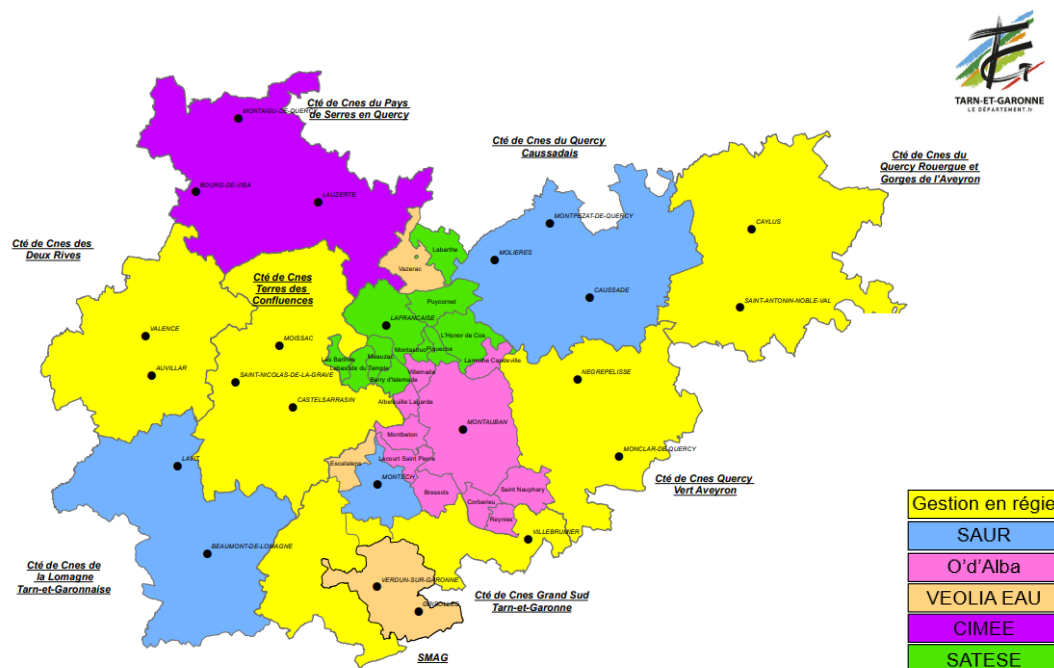 TARN-ET-GARONNE
LE DÉPARTEMENT.fr
Cté de Cnes du Pays
de Serres en Quercy
MONTAIGU-DE-QUERCY
Cté de Cnes du Quercy
Caussadais
Cté de Cnes du
Quercy Rouergue et
Gorges de l'Aveyron
BOURG-DE-VISA
LAUZERTE
MONTPEZAT-DE-QUERCY
CAYLUS
Cté de Cnes des
Deux Rives
Labarthe
MOLIERES
Vazerac
Cté de Cnes
Terres des
Confluences
CAUSSADE
Puycornet
SAINT-ANTONIN-NOBLE-VAL
LAFRANCAISE
VALENCE
L'Honor de Cos
MOISSAC
Montastruc
Piquecos
Les Barthes
Meauzac
Lamothe Capdeville
Labastide du Temple
Villemade
AUVILLAR
SAINT-NICOLAS-DE-LA-GRAVE
Barry d'Islemade
NEGREPELISSE
Albefeuille Lagarde
CASTELSARRASIN
MONTAUBAN
Montbeton
MONCLAR-DE-QUERCY
LAVIT
Escatalens
Lacourt Saint Pierre
Cté de Cnes Quercy
Vert Aveyron
MONTECH
Bressols
Saint Nauphary
Corbarieu
Reynies
Gestion en régie
VILLEBRUMIER
SAUR
BEAUMONT-DE-LOMAGNE
O'd'Alba
Cté de Cnes de
la Lomagne
Tarn-et-Garonnaise
VERDUN-SUR-GARONNE
VEOLIA EAU
Cté de Cnes Grand Sud
Tarn-et-Garonne
GRISOLLES
CIMEE
SMAG
SATESE